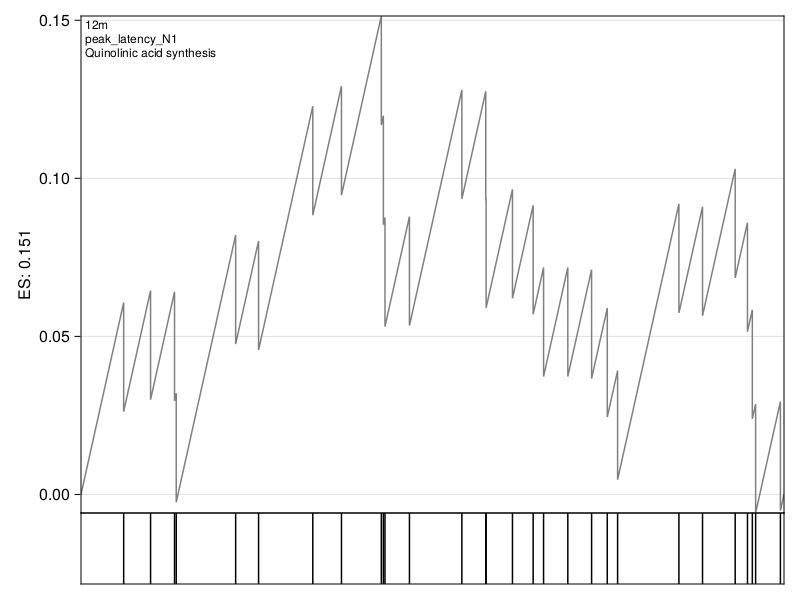 12m
peak_latency_N1
Quinolinic acid synthesis
0.15
0.10
0.05
0.00
ES: 0.151